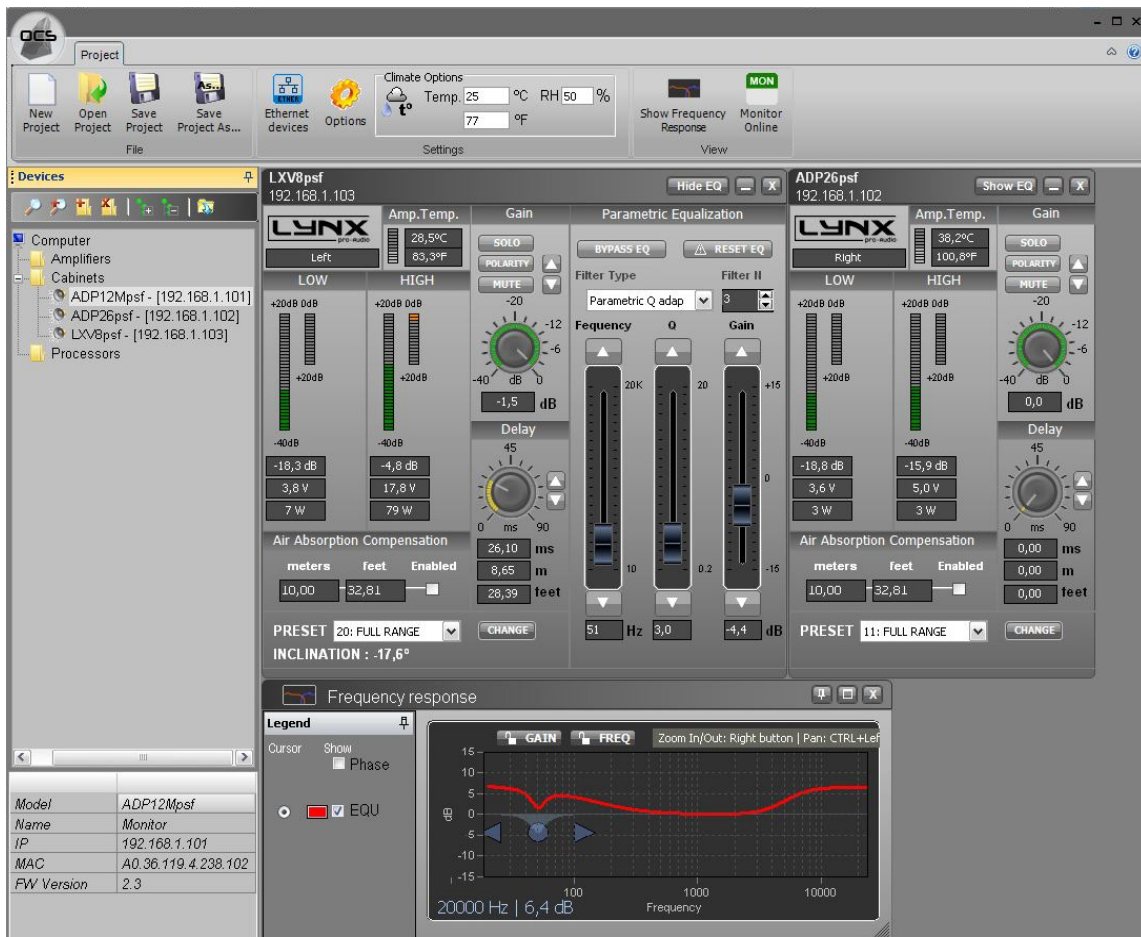 OCS
Project
New Project
Open Project
Save Project
As...
Save Project As...
File
ETHER
Ethernet devices
Options
Climate Options
Temp. 25 ºC RH 50 %
tº
77 ºF
Settings
Show Frequency Response
MON
Monitor Online
View
Devices
Computer
Amplifiers
Cabinets
ADP12Mpsf - [192.168.1.101]
ADP26psf - [192.168.1.102]
LXV8psf - [192.168.1.103]
Processors
Model ADP12Mpsf
Name Monitor
IP 192.168.1.101
MAC A0.36.119.4.238.102
FW Version 2.3
LXV8psf
192.168.1.103
Hide EQ
LYNX
pro-audio
Left
Amp.Temp.
28,5ºC
83,3ºF
LOW
HIGH
+20dB 0dB
+20dB 0dB
+20dB
+20dB
-40dB
-40dB
-18,3 dB
-4,8 dB
3,8 V
17,8 V
7 W
79 W
Air Absorption Compensation
meters feet Enabled
10,00 32,81
PRESET 20: FULL RANGE CHANGE
INCLINATION : -17,6º
Gain
SOLO
POLARITY
MUTE
-20
-12
-6
-40 dB 0
-1,5 dB
Delay
45
0 ms 90
26,10 ms
8,65 m
28,39 feet
Parametric Equalization
BYPASS EQ
RESET EQ
Filter Type
Filter N
Parametric Q adap
3
Fequency Q Gain
20K
20
+15
0
10
0.2
-15
51 Hz 3,0 -4,4 dB
ADP26psf
192.168.1.102
Show EQ
LYNX
pro-audio
Right
Amp.Temp.
38,2ºC
100,8ºF
LOW
HIGH
+20dB 0dB
+20dB 0dB
+20dB
+20dB
-40dB
-40dB
-18,8 dB
-15,9 dB
3,6 V
5,0 V
3 W
3 W
Air Absorption Compensation
meters feet Enabled
10,00 32,81
PRESET 11: FULL RANGE CHANGE
Gain
SOLO
POLARITY
MUTE
-20
-12
-6
-40 dB 0
0,0 dB
Delay
45
0 ms 90
0,00 ms
0,00 m
0,00 feet
Frequency response
Legend
Cursor Show
Phase
EQU
GAIN
FREQ
Zoom In/Out: Right button | Pan: CTRL+Lef
15
10
5
0
-5
-10
-15
dB
100
1000
10000
20000 Hz | 6,4 dB
Frequency